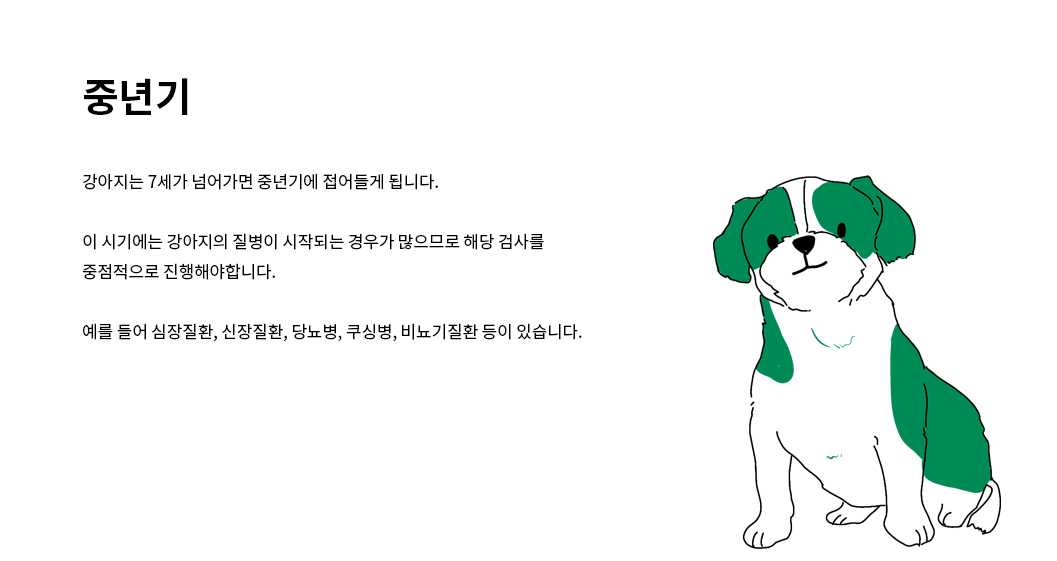 중년기
강아지는 7세가 넘어가면 중년기에 접어들게 됩니다.
이 시기에는 강아지의 질병이 시작되는 경우가 많으므로 해당 검사를
중점적으로 진행해야합니다.
예를 들어 심장질환, 신장질환, 당뇨병, 쿠싱병, 비뇨기질환 등이 있습니다.